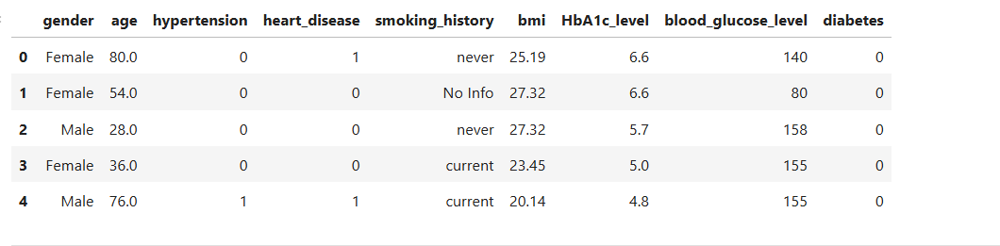 gender age hypertension heart_disease smoking_history bmi HbA1c_level blood_glucose_level diabetes
0 Female 80.0 0 1 never 25.19 6.6 140 0
1 Female 54.0 0 0 No Info 27.32 6.6 80 0
2 Male 28.0 0 0 never 27.32 5.7 158 0
3 Female 36.0 0 0 current 23.45 5.0 155 0
4 Male 76.0 1 1 current 20.14 4.8 155 0